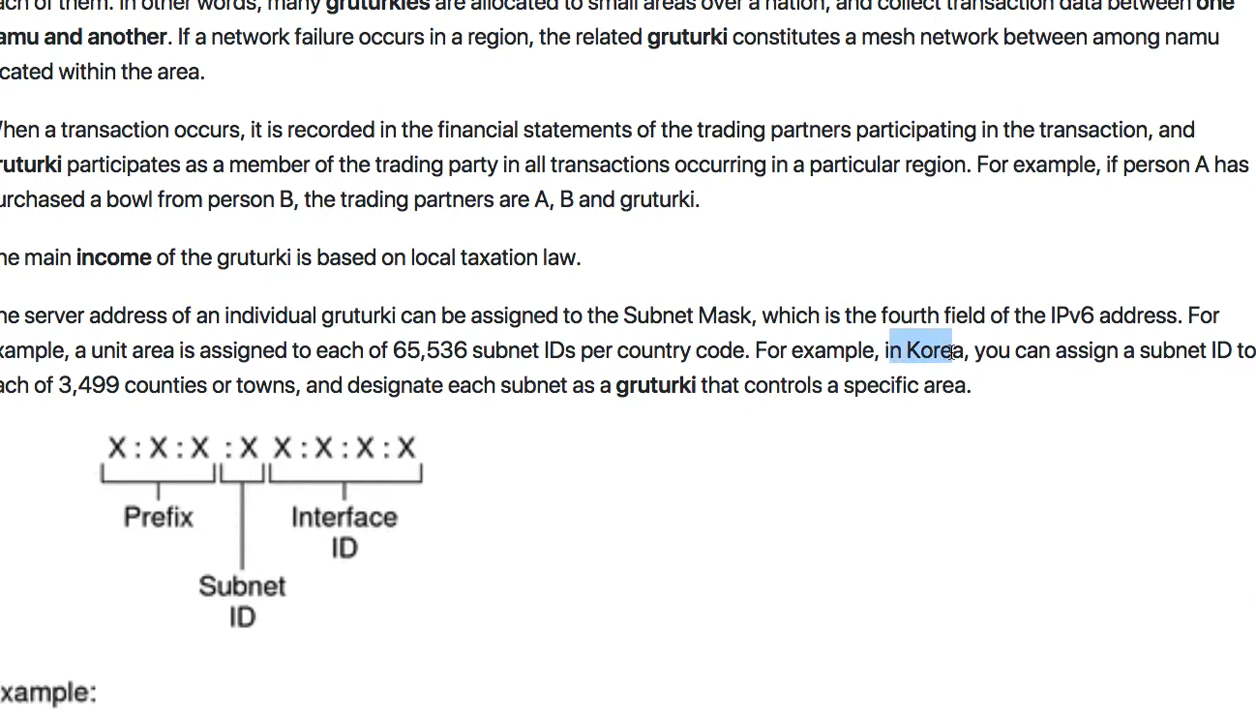 ach of them. In other words, many gruturkies are allocated to small areas over a nation, and collect transaction data between one
amu and another. If a network failure occurs in a region, the related gruturki constitutes a mesh network between among namu
cated within the area.
hen a transaction occurs, it is recorded in the financial statements of the trading partners participating in the transaction, and
ruturki participates as a member of the trading party in all transactions occurring in a particular region. For example, if person A has
urchased a bowl from person B, the trading partners are A, B and gruturki.
he main income of the gruturki is based on local taxation law.
he server address of an individual gruturki can be assigned to the Subnet Mask, which is the fourth field of the IPv6 address. For
xample, a unit area is assigned to each of 65,536 subnet IDs per country code. For example, in Korea, you can assign a subnet ID to
ach of 3,499 counties or towns, and designate each subnet as a gruturki that controls a specific area.
X : X : X : X X : X : X : X
Prefix
Interface
ID
Subnet
ID
xample: